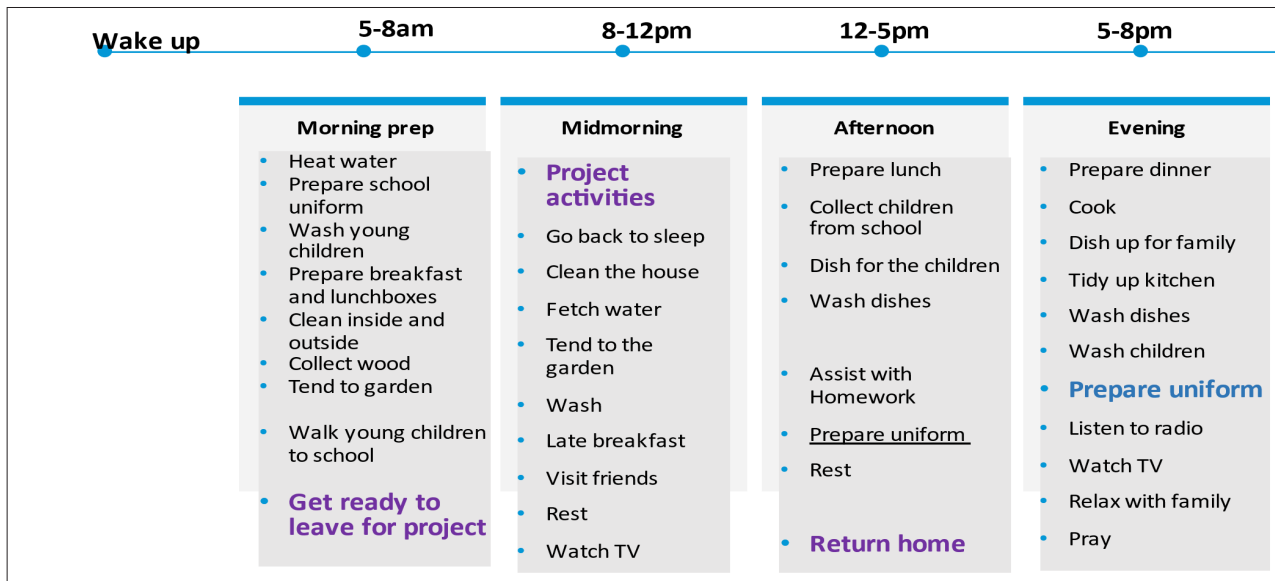 Wake up
5-8am
8-12pm
12-5pm
5-8pm
Morning prep
• Heat water
• Prepare school
uniform
• Wash young
children
• Prepare breakfast
and lunchboxes
• Clean inside and
outside
• Collect wood
• Tend to garden
• Walk young children
to school
• Get ready to
leave for project
Midmorning
• Project
activities
• Go back to sleep
• Clean the house
• Fetch water
• Tend to the
garden
• Wash
• Late breakfast
• Visit friends
• Rest
• Watch TV
Afternoon
• Prepare lunch
• Collect children
from school
• Dish for the children
• Wash dishes
• Assist with
Homework
• Prepare uniform
• Rest
• Return home
Evening
• Prepare dinner
• Cook
• Dish up for family
• Tidy up kitchen
• Wash dishes
• Wash children
• Prepare uniform
• Listen to radio
• Watch TV
• Relax with family
• Pray